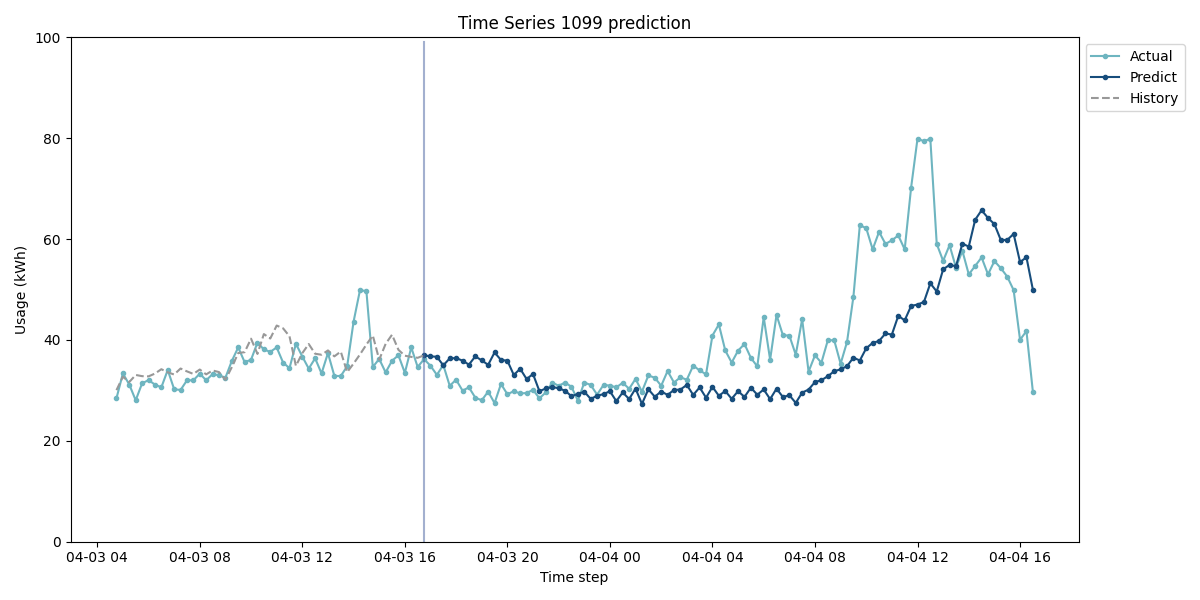 Time Series 1099 prediction
100
80
60
40
20
0
Usage (kWh)
04-03 04
04-03 08
04-03 12
04-03 16
04-03 20
04-04 00
04-04 04
04-04 08
04-04 12
04-04 16
Time step
Actual
Predict
History